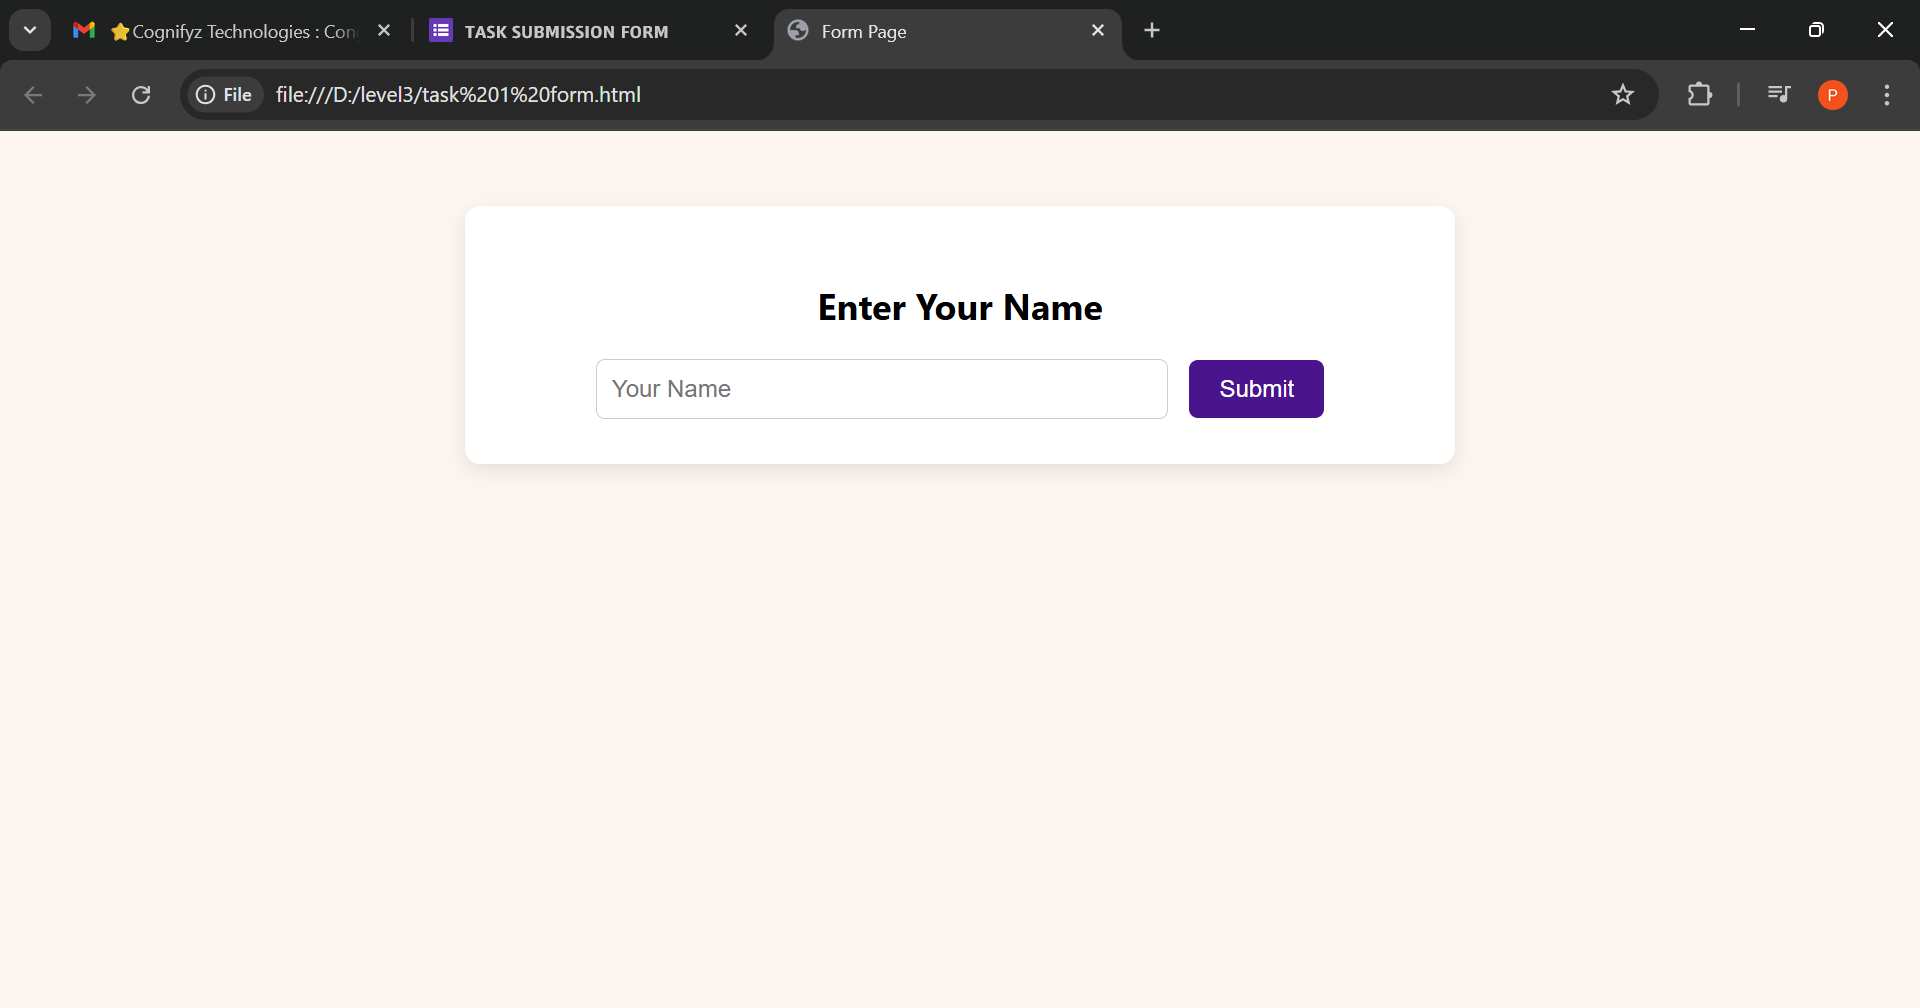 ⭐Cognifyz Technologies : Con
TASK SUBMISSION FORM
Form Page
File
file:///D:/level3/task%201%20form.html
P
Enter Your Name
Your Name
Submit